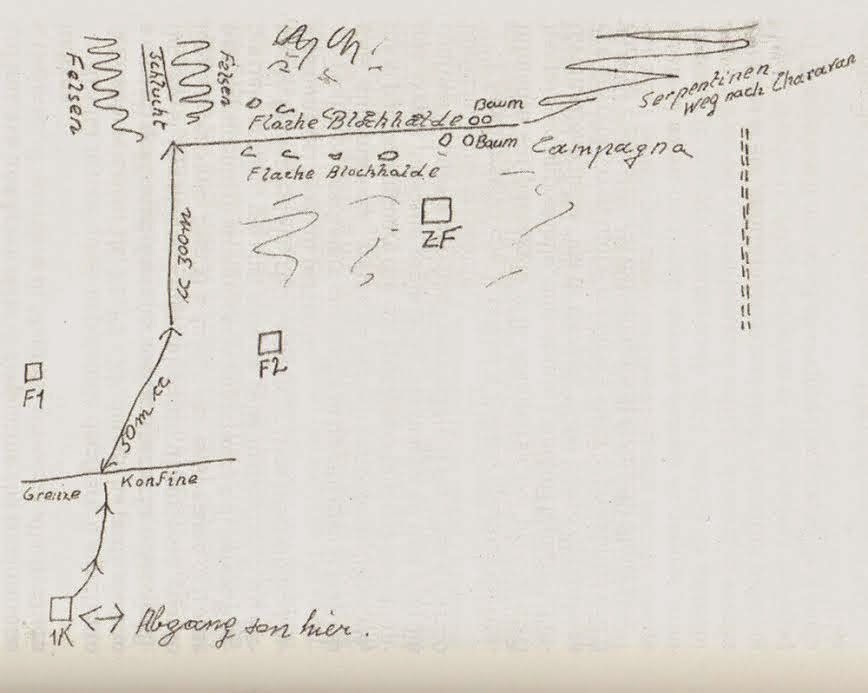 Felsen
Schlucht
Felsen
Flache Blockhalde
Baum
Serpentinen
Weg nach Chararan
Baum
Campagna
Flache Blockhalde
cc 300m
ZF
F1
F2
50m cc
Grenze
Konfine
1K
Abgang von hier.